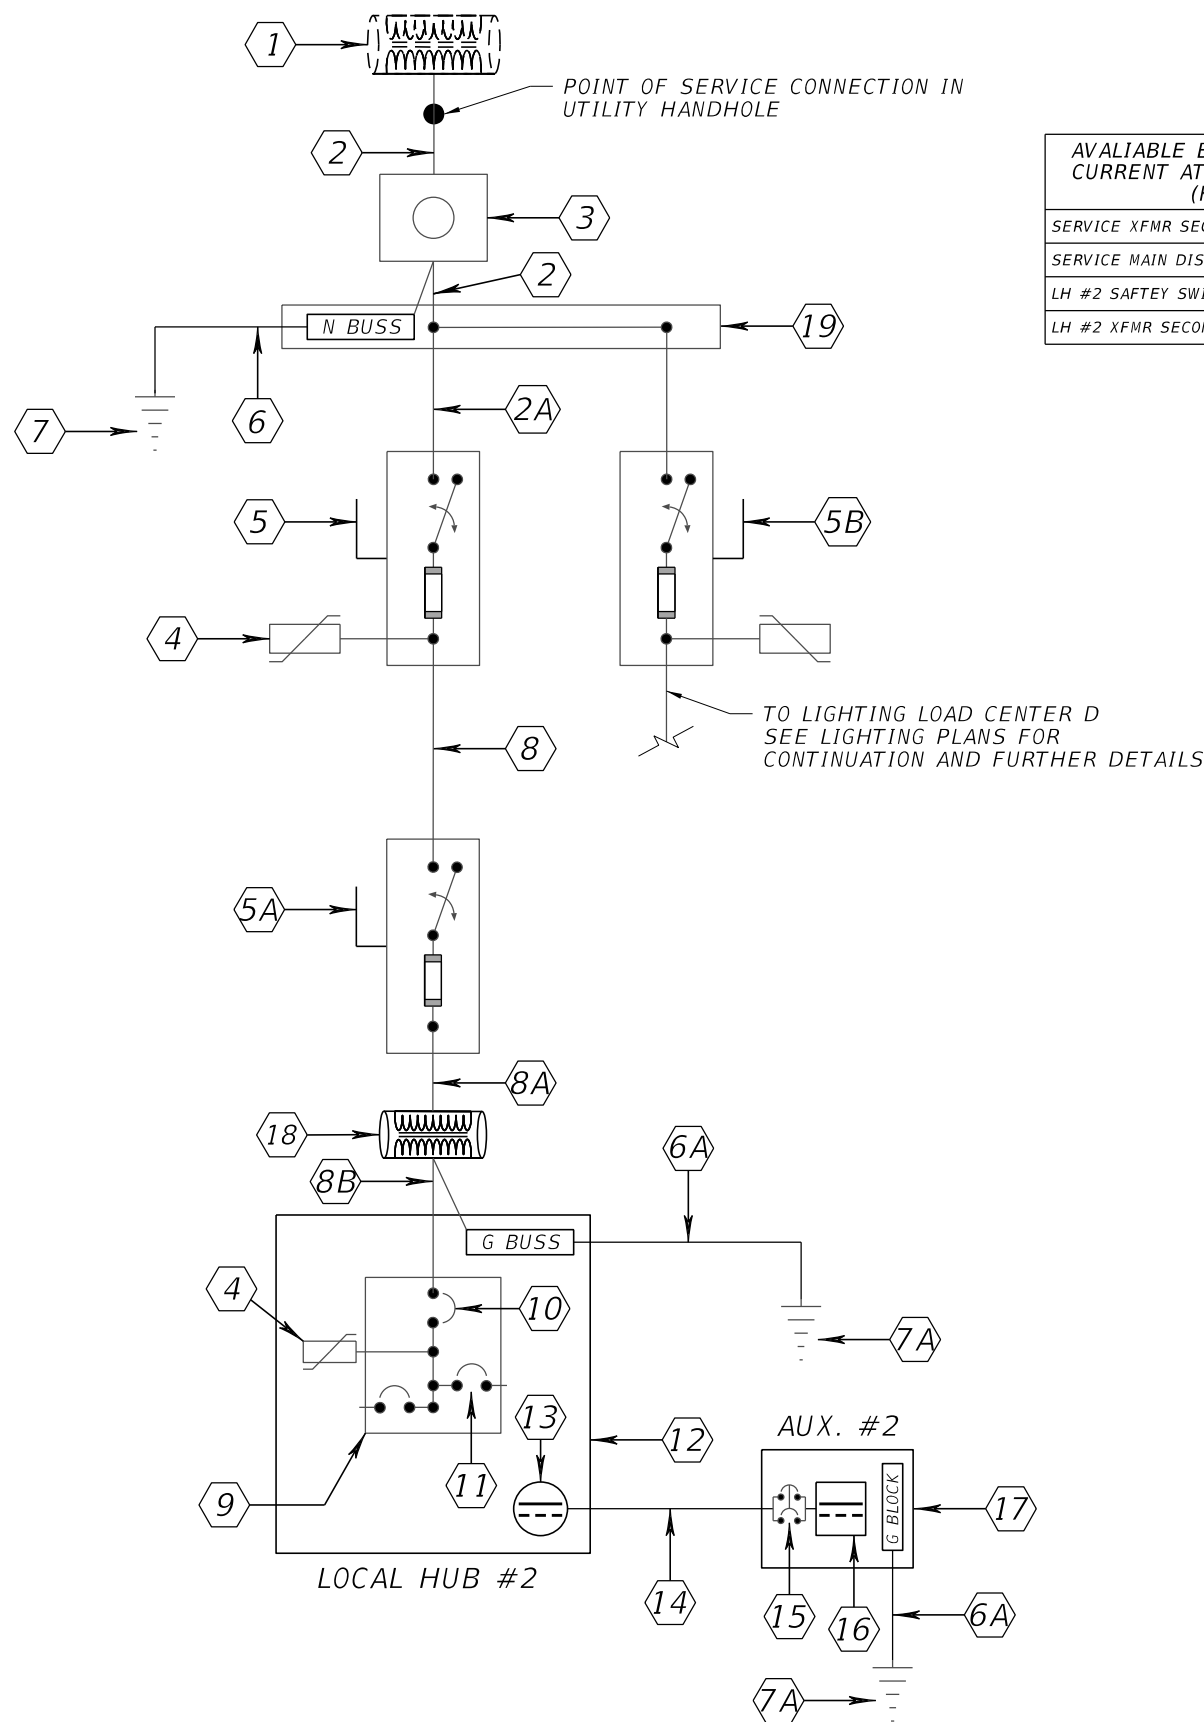 1
POINT OF SERVICE CONNECTION IN
UTILITY HANDHOLE
2
3
2
N BUSS
19
6
7
2A
5
5B
4
TO LIGHTING LOAD CENTER D
SEE LIGHTING PLANS FOR
CONTINUATION AND FURTHER DETAILS
8
5A
8A
18
8B
6A
G BUSS
4
10
7A
13
12
11
9
LOCAL HUB #2
AUX. #2
G BLOCK
17
14
15
16
6A
7A
AVALIABLE
CURRENT AT
SERVICE XFMR
SERVICE MAIN
LH #2 SAFTEY
LH #2 XFMR